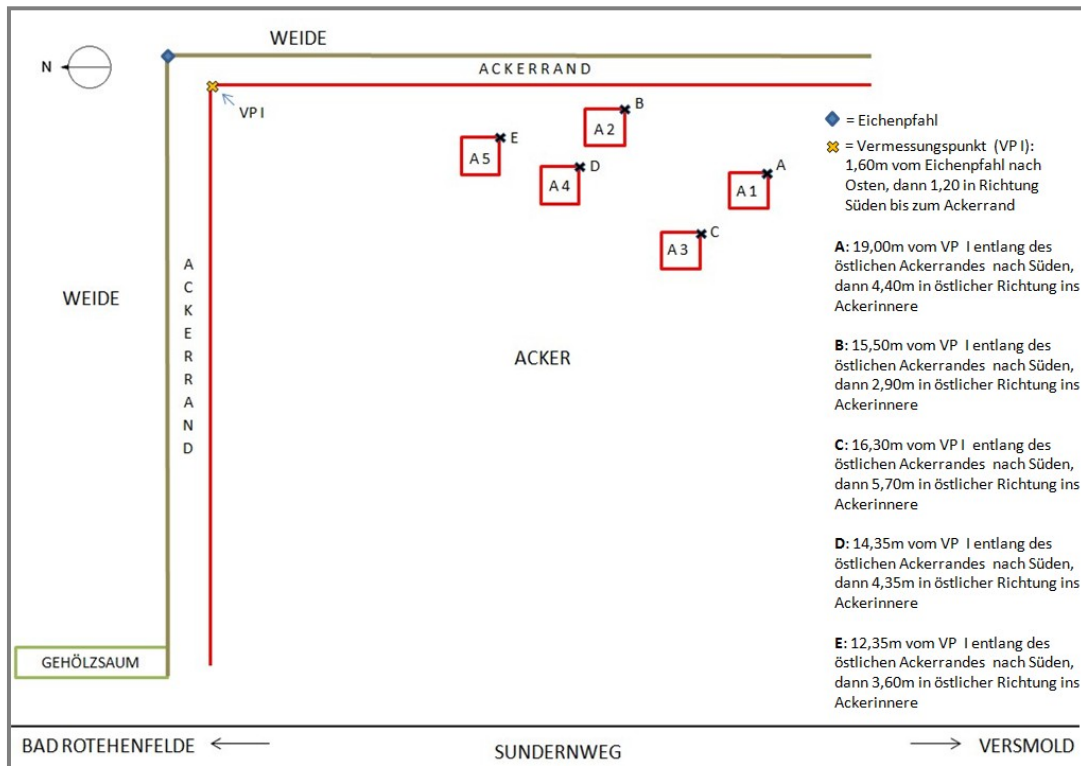 WEIDE
N
ACKERRAND
VP I
B
A 2
E
A 5
D
A 4
A
A 1
C
A 3
ACKERRAND
WEIDE
ACKER
GEHÖLZSAUM
= Eichenpfahl
= Vermessungspunkt (VP I):
1,60m vom Eichenpfahl nach
Osten, dann 1,20 in Richtung
Süden bis zum Ackerrand
A: 19,00m vom VP I entlang des
östlichen Ackerrandes nach Süden,
dann 4,40m in östlicher Richtung ins
Ackerinnere
B: 15,50m vom VP I entlang des
östlichen Ackerrandes nach Süden,
dann 2,90m in östlicher Richtung ins
Ackerinnere
C: 16,30m vom VP I entlang des
östlichen Ackerrandes nach Süden,
dann 5,70m in östlicher Richtung ins
Ackerinnere
D: 14,35m vom VP I entlang des
östlichen Ackerrandes nach Süden,
dann 4,35m in östlicher Richtung ins
Ackerinnere
E: 12,35m vom VP I entlang des
östlichen Ackerrandes nach Süden,
dann 3,60m in östlicher Richtung ins
Ackerinnere
BAD ROTEHENFELDE
SUNDERNWEG
VERSMOLD